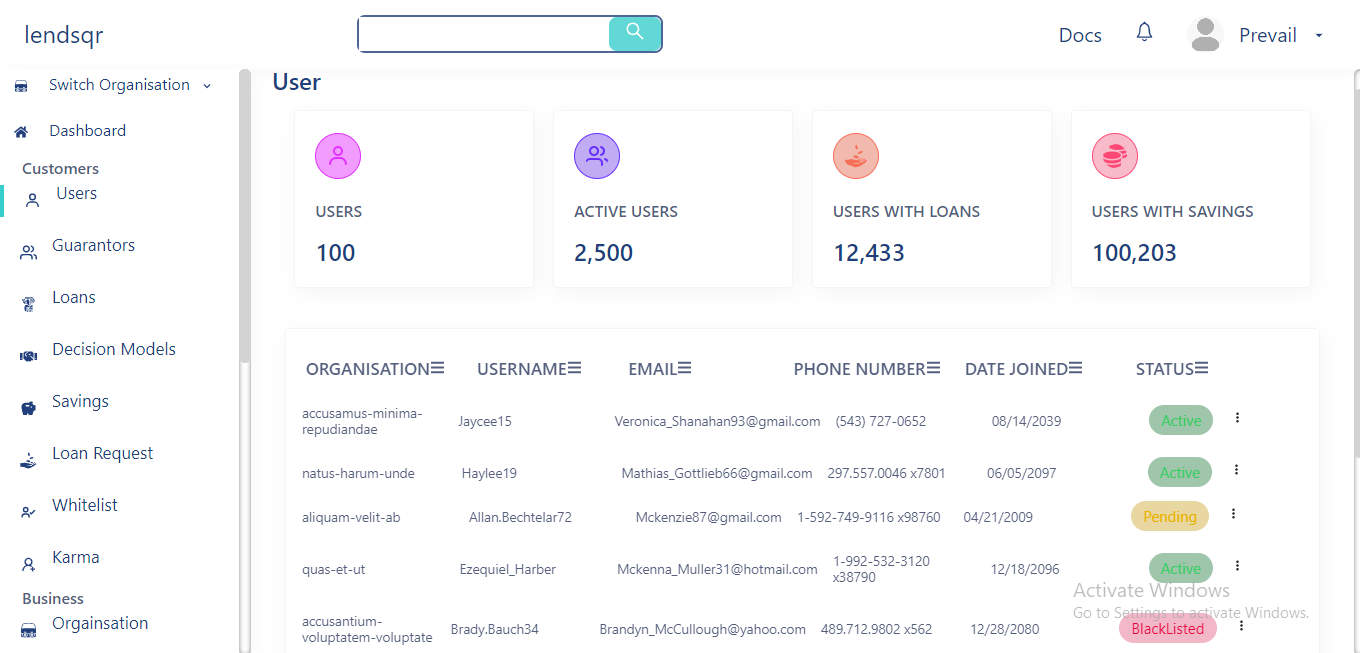 lendsqr
Docs
Prevail
Switch Organisation
Dashboard
Customers
Users
Guarantors
Loans
Decision Models
Savings
Loan Request
Whitelist
Karma
Business
Orgainsation
User
USERS
100
ACTIVE USERS
2,500
USERS WITH LOANS
12,433
USERS WITH SAVINGS
100,203
ORGANISATION USERNAME EMAIL PHONE NUMBER DATE JOINED STATUS
accusamus-minima-
repudiandae Jaycee15 Veronica_Shanahan93@gmail.com (543) 727-0652 08/14/2039 Active
natus-harum-unde Haylee19 Mathias_Gottlieb66@gmail.com 297.557.0046 x7801 06/05/2097 Active
aliquam-velit-ab Allan.Bechtelar72 Mckenzie87@gmail.com 1-592-749-9116 x98760 04/21/2009 Pending
quas-et-ut Ezequiel_Harber Mckenna_Muller31@hotmail.com 1-992-532-3120
x38790 12/18/2096 Active
accusantium-
voluptatem-voluptate Brady.Bauch34 Brandyn_McCullough@yahoo.com 489.712.9802 x562 12/28/2080 BlackListed
Activate Windows
Go to Settings to activate Windows.